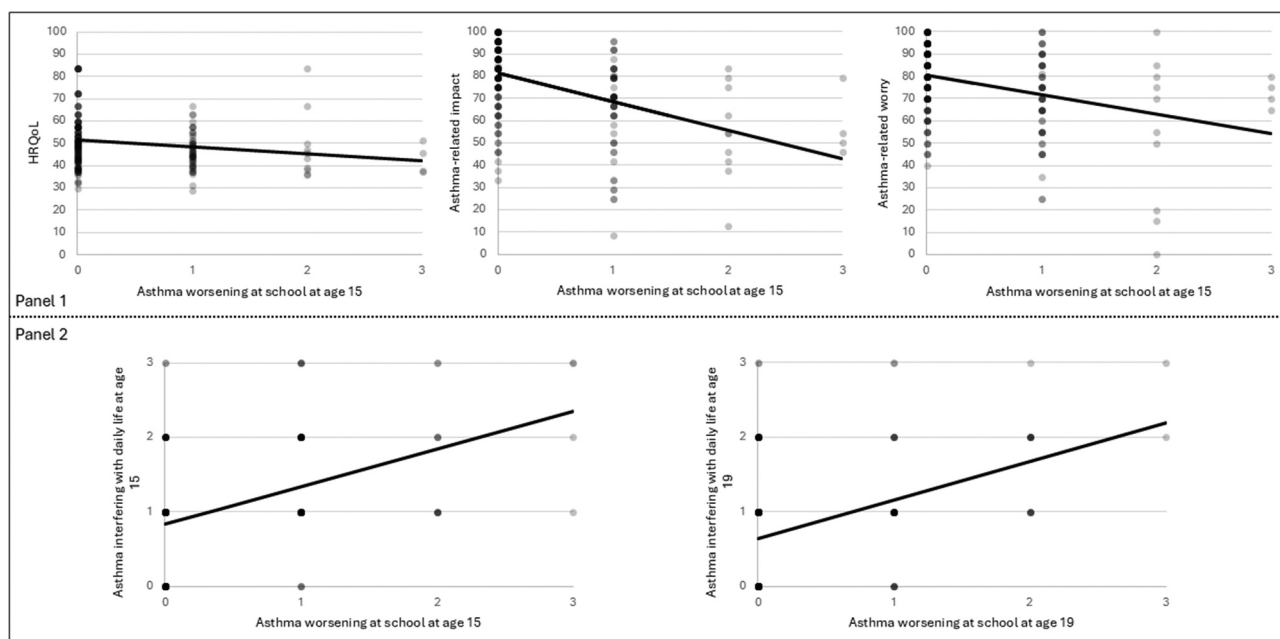 100
90
80
70
60
50
40
30
20
10
0
HRQoL
0 1 2 3
Asthma worsening at school at age 15
100
90
80
70
60
50
40
30
20
10
0
Asthma-related impact
0 1 2 3
Asthma worsening at school at age 15
100
90
80
70
60
50
40
30
20
10
0
Asthma-related worry
0 1 2 3
Asthma worsening at school at age 15
Panel 1
Panel 2
3
2
1
0
Asthma interfering with daily life at age
15
0 1 2 3
Asthma worsening at school at age 15
3
2
1
0
Asthma interfering with daily life at age
19
0 1 2 3
Asthma worsening at school at age 19